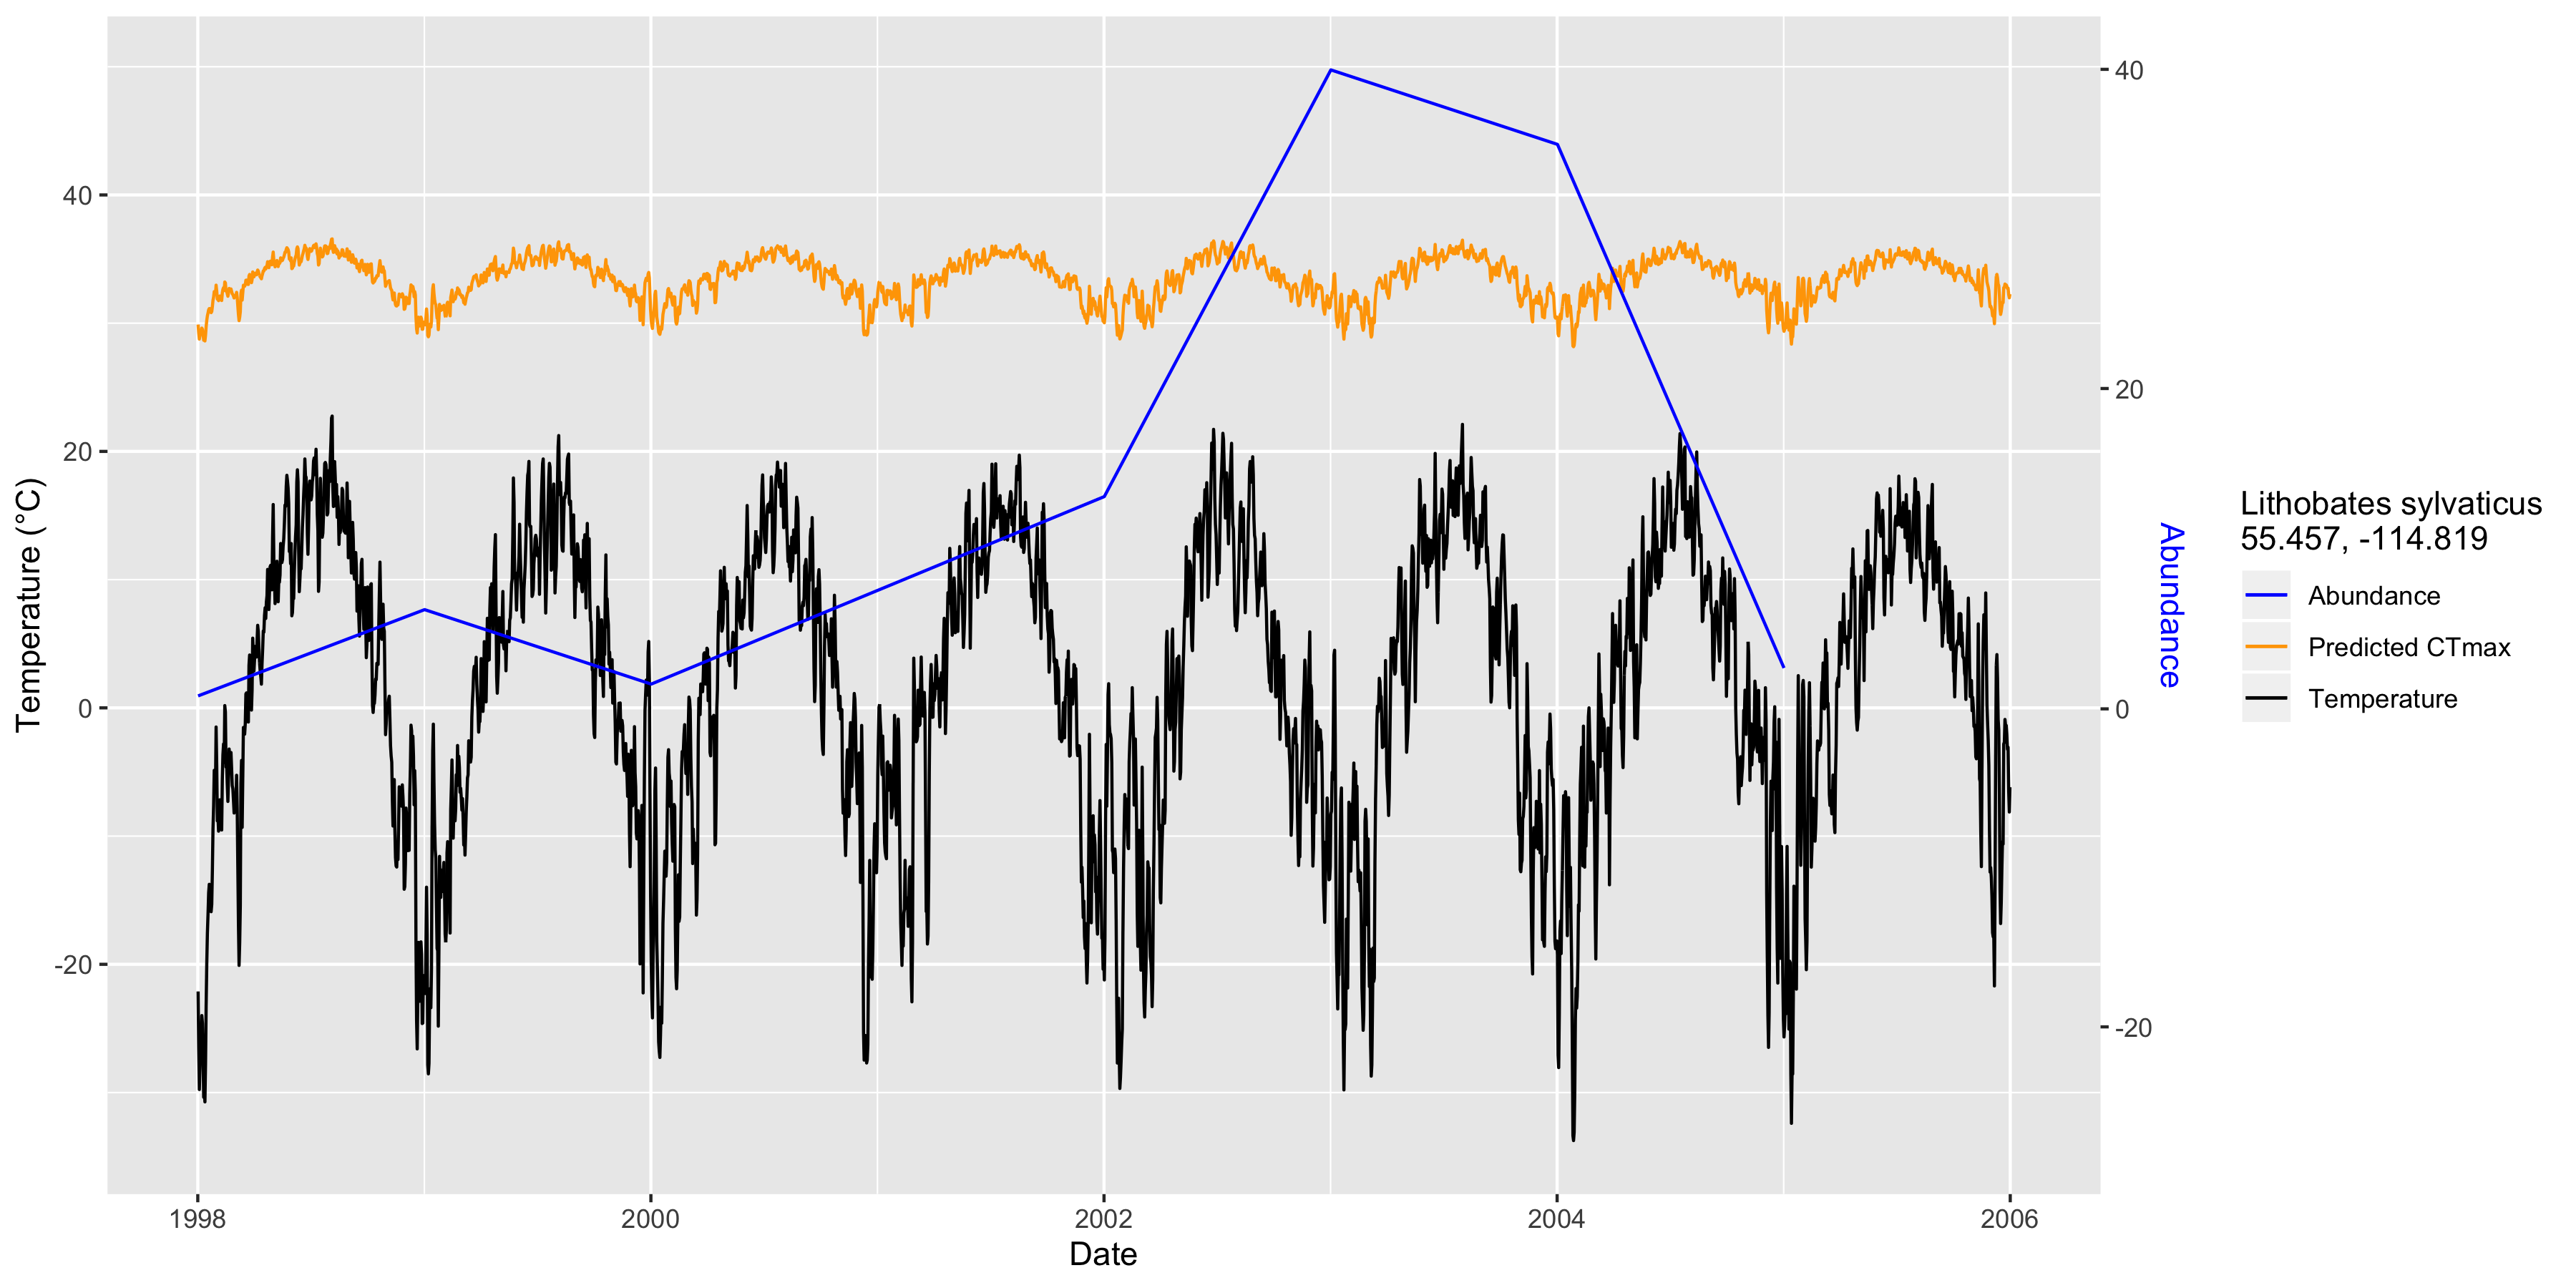 Temperature (°C)
40
20
0
-20
1998
2000
2002
2004
2006
Date
40
20
0
-20
Abundance
Lithobates sylvaticus
55.457, -114.819
Abundance
Predicted CTmax
Temperature